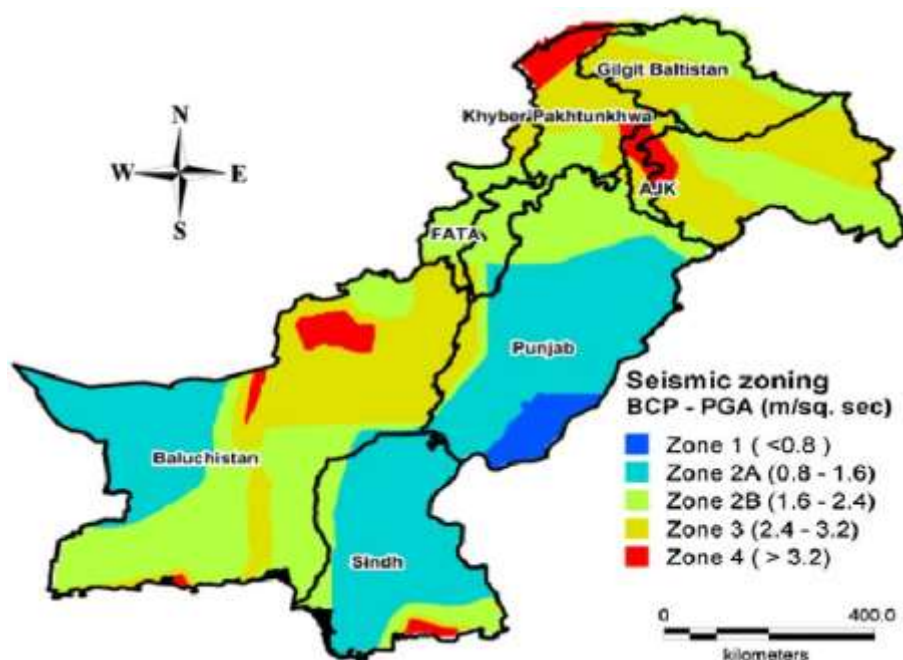 N
W E
S
Gilgit Baltistan
Khyber Pakhtunkhwa
AJK
FATA
Punjab
Baluchistan
Sindh
Seismic zoning
BCP - PGA (m/sq. sec)
Zone 1 ( <0.8 )
Zone 2A (0.8 - 1.6)
Zone 2B (1.6 - 2.4)
Zone 3 (2.4 - 3.2)
Zone 4 ( > 3.2)
0 400.0
kilometers